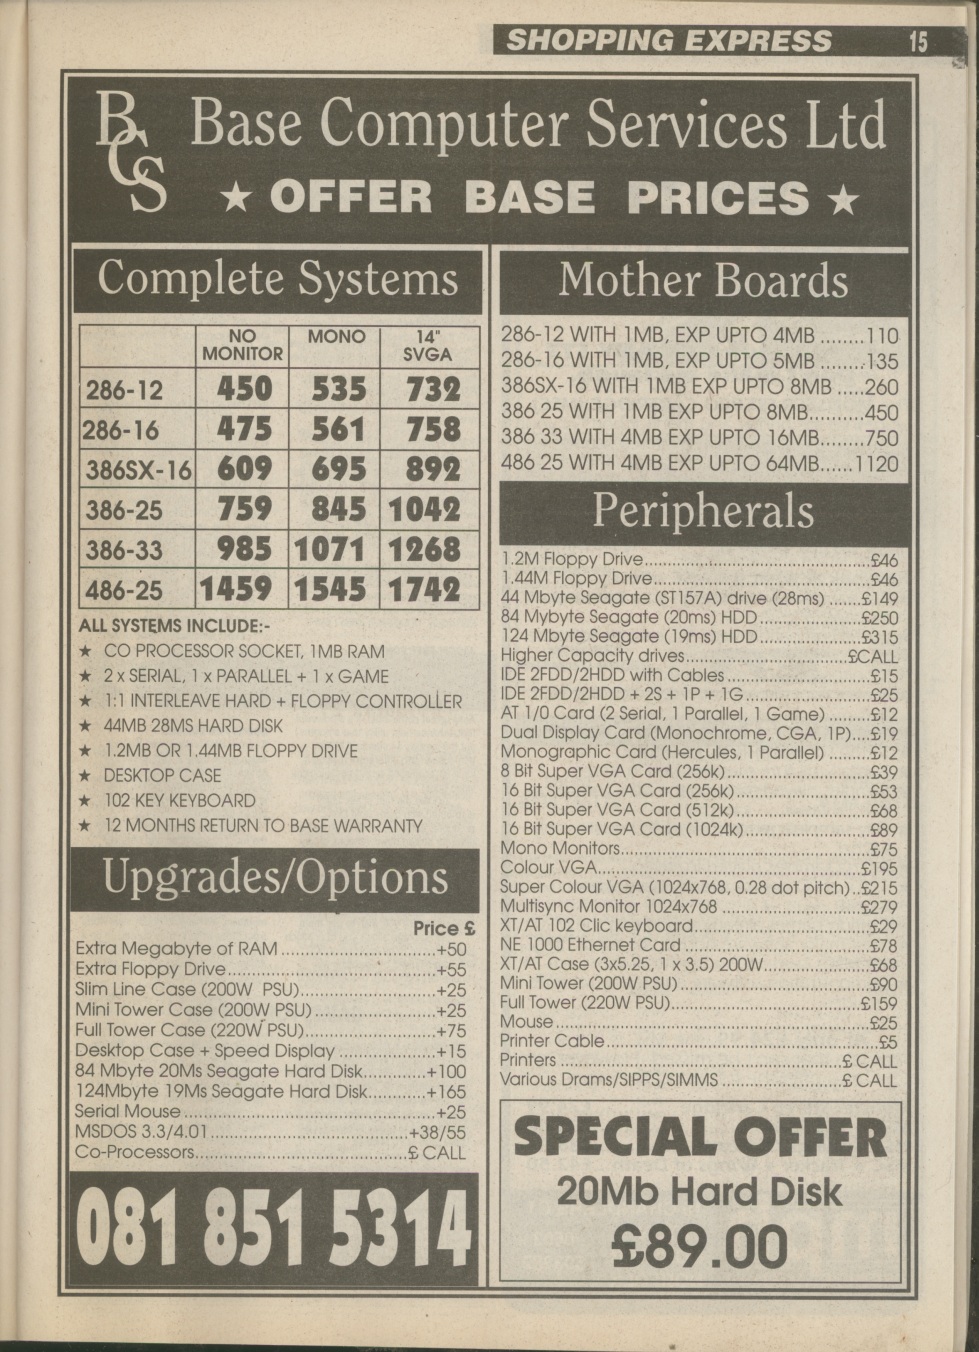 SHOPPING EXPRESS 15
BCS Base Computer Services Ltd
★ OFFER BASE PRICES ★
Complete Systems
NO MONITOR MONO 14" SVGA
286-12 450 535 732
286-16 475 561 758
386SX-16 609 695 892
386-25 759 845 1042
386-33 985 1071 1268
486-25 1459 1545 1742
ALL SYSTEMS INCLUDE:-
★ CO PROCESSOR SOCKET, 1MB RAM
★ 2 x SERIAL, 1 x PARALLEL + 1 x GAME
★ 1:1 INTERLEAVE HARD + FLOPPY CONTROLLER
★ 44MB 28MS HARD DISK
★ 1.2MB OR 1.44MB FLOPPY DRIVE
★ DESKTOP CASE
★ 102 KEY KEYBOARD
★ 12 MONTHS RETURN TO BASE WARRANTY
Upgrades/Options
Price £
Extra Megabyte of RAM ............................+50
Extra Floppy Drive......................................+55
Slim Line Case (200W PSU).........................+25
Mini Tower Case (200W PSU) ......................+25
Full Tower Case (220W PSU)........................+75
Desktop Case + Speed Display ..................+15
84 Mbyte 20Ms Seagate Hard Disk............+100
124Mbyte 19Ms Seagate Hard Disk...........+165
Serial Mouse ..............................................+25
MSDOS 3.3/4.01....................................+38/55
Co-Processors......................................£ CALL
081 851 5314
Mother Boards
286-12 WITH 1MB, EXP UPTO 4MB ........110
286-16 WITH 1MB, EXP UPTO 5MB ........135
386SX-16 WITH 1MB EXP UPTO 8MB .....260
386 25 WITH 1MB EXP UPTO 8MB.........450
386 33 WITH 4MB EXP UPTO 16MB........750
486 25 WITH 4MB EXP UPTO 64MB......1120
Peripherals
1.2M Floppy Drive..........................................£46
1.44M Floppy Drive........................................£46
44 Mbyte Seagate (ST157A) drive (28ms) .......£149
84 Mybyte Seagate (20ms) HDD...................£250
124 Mbyte Seagate (19ms) HDD...................£315
Higher Capacity drives..............................£CALL
IDE 2FDD/2HDD with Cables..........................£15
IDE 2FDD/2HDD + 2S + 1P + 1G.......................£25
AT 1/0 Card (2 Serial, 1 Parallel, 1 Game) .........£12
Dual Display Card (Monochrome, CGA, 1P)....£19
Monographic Card (Hercules, 1 Parallel) .........£12
8 Bit Super VGA Card (256k)..........................£39
16 Bit Super VGA Card (256k).........................£53
16 Bit Super VGA Card (512k).........................£68
16 Bit Super VGA Card (1024k).......................£89
Mono Monitors..............................................£75
Colour VGA.................................................£195
Super Colour VGA (1024x768, 0.28 dot pitch)..£215
Multisync Monitor 1024x768 .........................£279
XT/AT 102 Clic keyboard................................£29
NE 1000 Ethernet Card ..................................£78
XT/AT Case (3x5.25, 1 x 3.5) 200W...................£68
Mini Tower (200W PSU)...................................£90
Full Tower (220W PSU)..................................£159
Mouse..........................................................£25
Printer Cable..................................................£5
Printers ....................................................£ CALL
Various Drams/SIPPS/SIMMS ......................£ CALL
SPECIAL OFFER
20Mb Hard Disk
£89.00